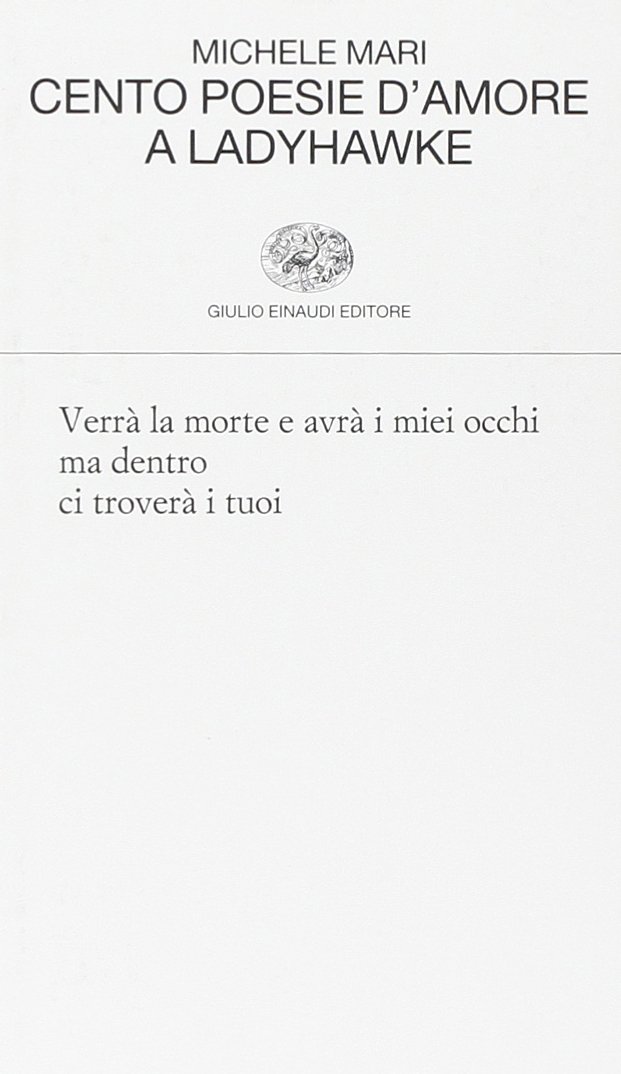 MICHELE MARI
CENTO POESIE D'AMORE
A LADYHAWKE
GIULIO EINAUDI EDITORE
Verrà la morte e avrà i miei occhi
ma dentro
ci troverà i tuoi